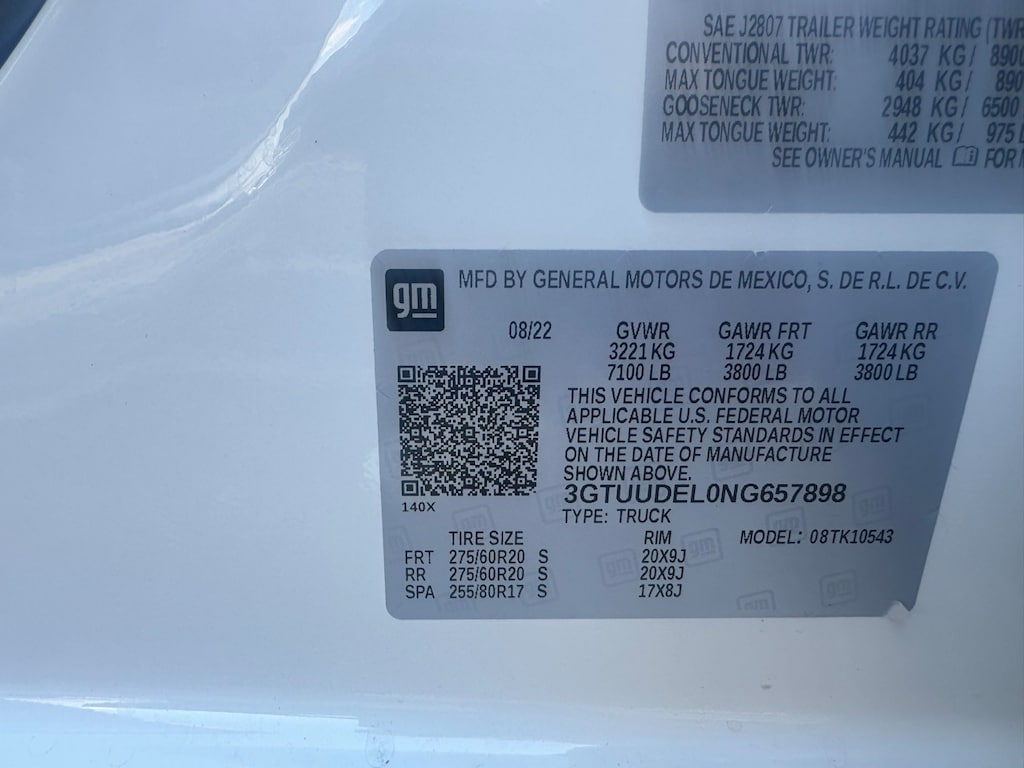 SAE J2807 TRAILER WEIGHT RATING (TWR
CONVENTIONAL TWR: 4037 KG/ 8900
MAX TONGUE WEIGHT: 404 KG/ 890
GOOSENECK TWR: 2948 KG/ 6500
MAX TONGUE WEIGHT: 442 KG/ 975 L
SEE OWNER'S MANUAL FOR
gm MFD BY GENERAL MOTORS DE MEXICO, S. DE R.L. DE C.V.
08/22 GVWR GAWR FRT GAWR RR
3221 KG 1724 KG 1724 KG
7100 LB 3800 LB 3800 LB
THIS VEHICLE CONFORMS TO ALL
APPLICABLE U.S. FEDERAL MOTOR
VEHICLE SAFETY STANDARDS IN EFFECT
ON THE DATE OF MANUFACTURE
SHOWN ABOVE.
3GTUUDEL0NG657898
140X
TYPE: TRUCK
TIRE SIZE RIM MODEL: 08TK10543
FRT 275/60R20 S 20X9J
RR 275/60R20 S 20X9J
SPA 255/80R17 S 17X8J